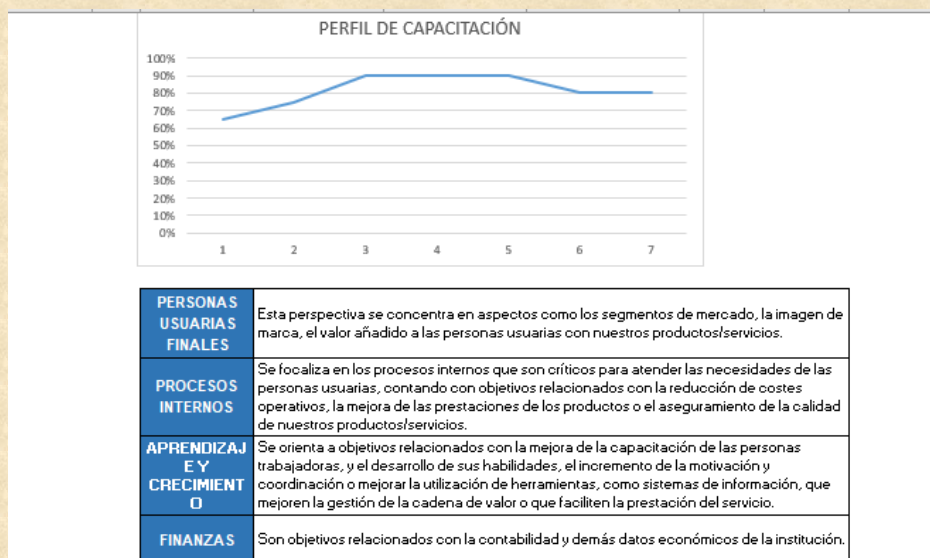 PERFIL DE CAPACITACIÓN
100%
90%
80%
70%
60%
50%
40%
30%
20%
10%
0%
1 2 3 4 5 6 7
PERSONAS
USUARIAS
FINALES
Esta perspectiva se concentra en aspectos como los segmentos de mercado, la imagen de
marca, el valor añadido a las personas usuarias con nuestros productos/servicios.
PROCESOS
INTERNOS
Se focaliza en los procesos internos que son críticos para atender las necesidades de las
personas usuarias, contando con objetivos relacionados con la reducción de costes
operativos, la mejora de las prestaciones de los productos o el aseguramiento de la calidad
de nuestros productos/servicios.
APRENDIZAJ
E Y
CRECIMIENT
O
Se orienta a objetivos relacionados con la mejora de la capacitación de las personas
trabajadoras, y el desarrollo de sus habilidades, el incremento de la motivación y
coordinación o mejorar la utilización de herramientas, como sistemas de información, que
mejoren la gestión de la cadena de valor o que faciliten la prestación del servicio.
FINANZAS
Son objetivos relacionados con la contabilidad y demás datos económicos de la institución.